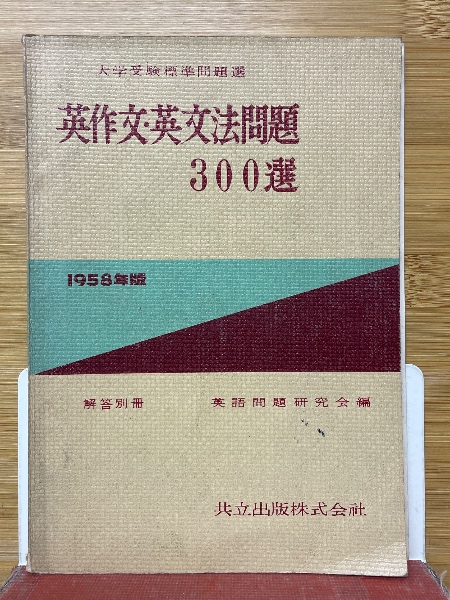 大学受験標準問題選
英作文·英文法問題
300選
1958年版
解答別冊 英語問題研究会編
共立出版株式会社